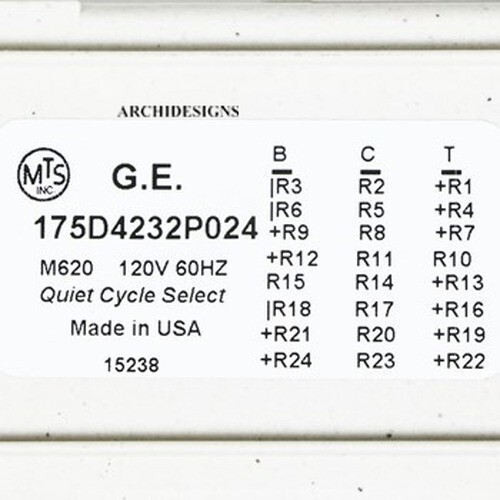 ARCHIDESIGNS
MTS
INC.
G.E.
175D4232P024
M620 120V 60HZ
Quiet Cycle Select
Made in USA
15238
B C T
|R3 R2 +R1
|R6 R5 +R4
+R9 R8 +R7
+R12 R11 R10
R15 R14 +R13
|R18 R17 +R16
+R21 R20 +R19
+R24 R23 +R22